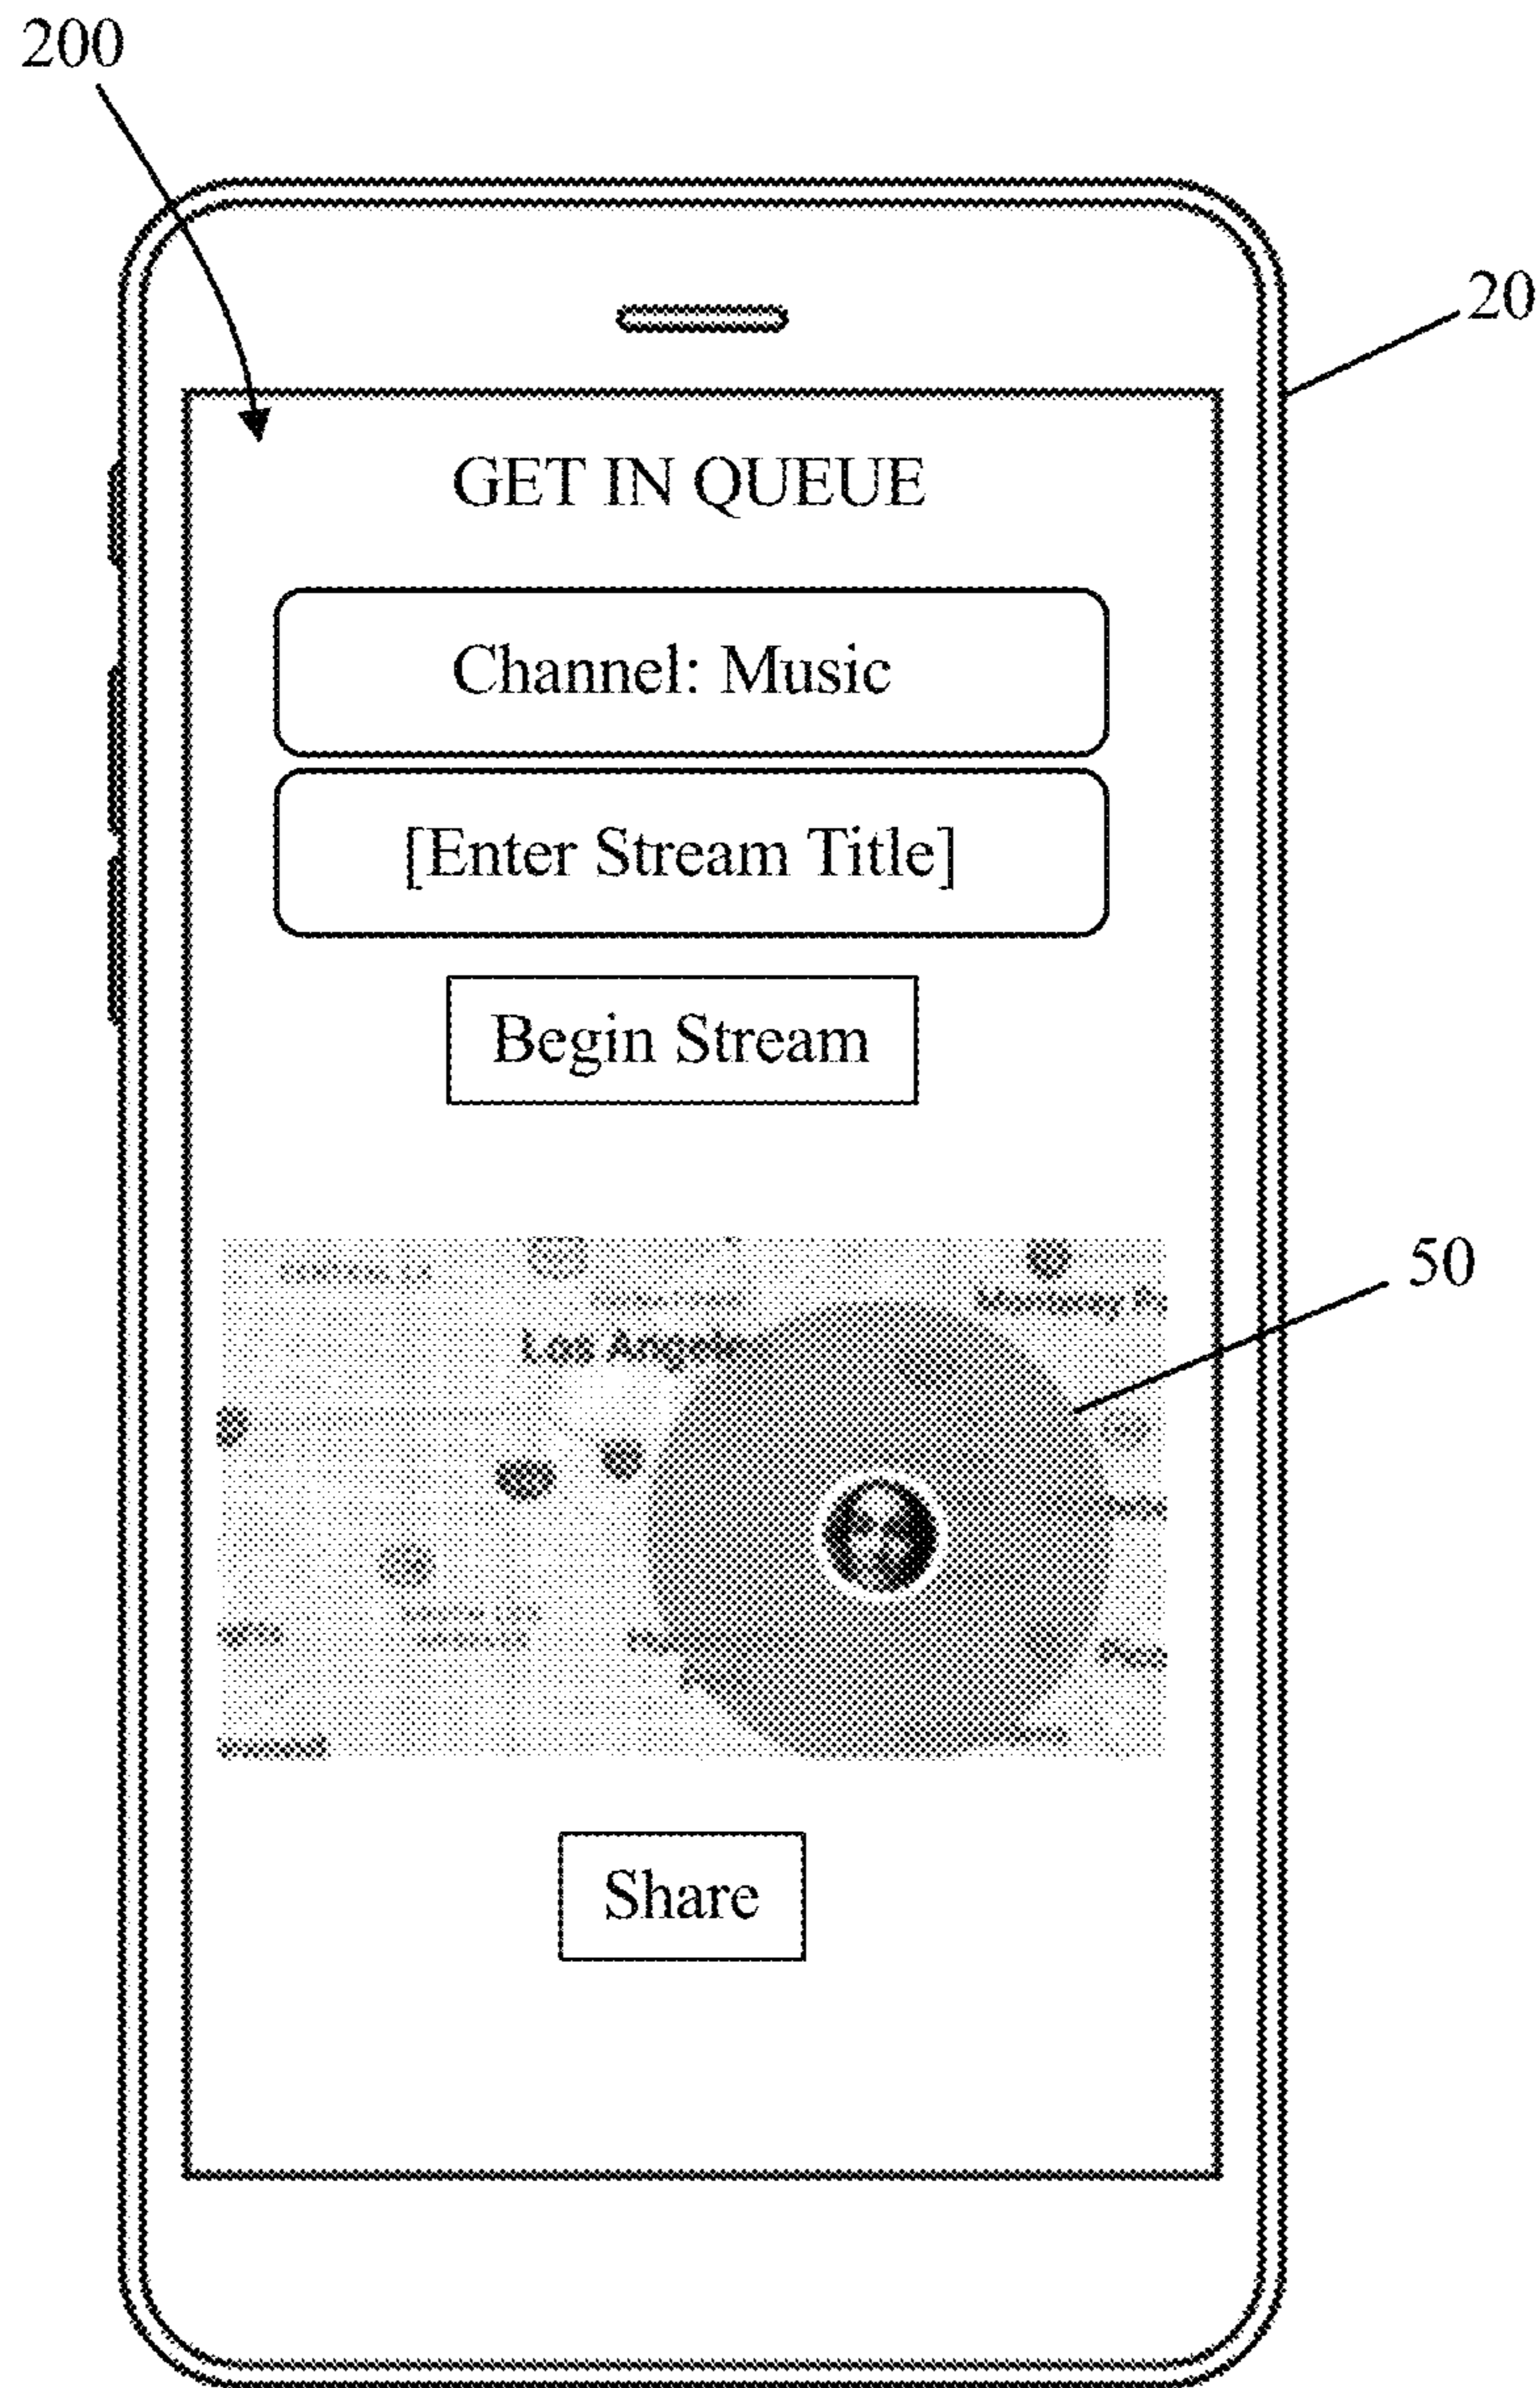 200
20
GET IN QUEUE
Channel: Music
[Enter Stream Title]
Begin Stream
50
Los Angeles
Share